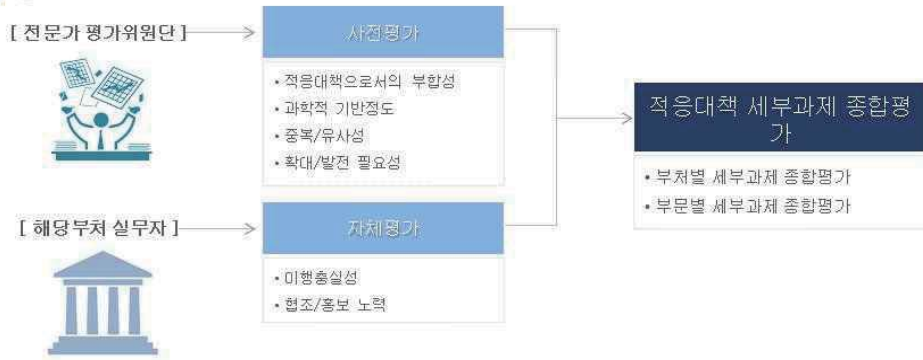 [ 전문가 평가위원단 ]
사전평가
• 적응대책으로서의 부합성
• 과학적 기반정도
• 중복/유사성
• 확대/발전 필요성
[ 해당부처 실무자 ]
자체평가
• 이행충실성
• 협조/홍보 노력
적응대책 세부과제 종합평
가
• 부처별 세부과제 종합평가
• 부문별 세부과제 종합평가